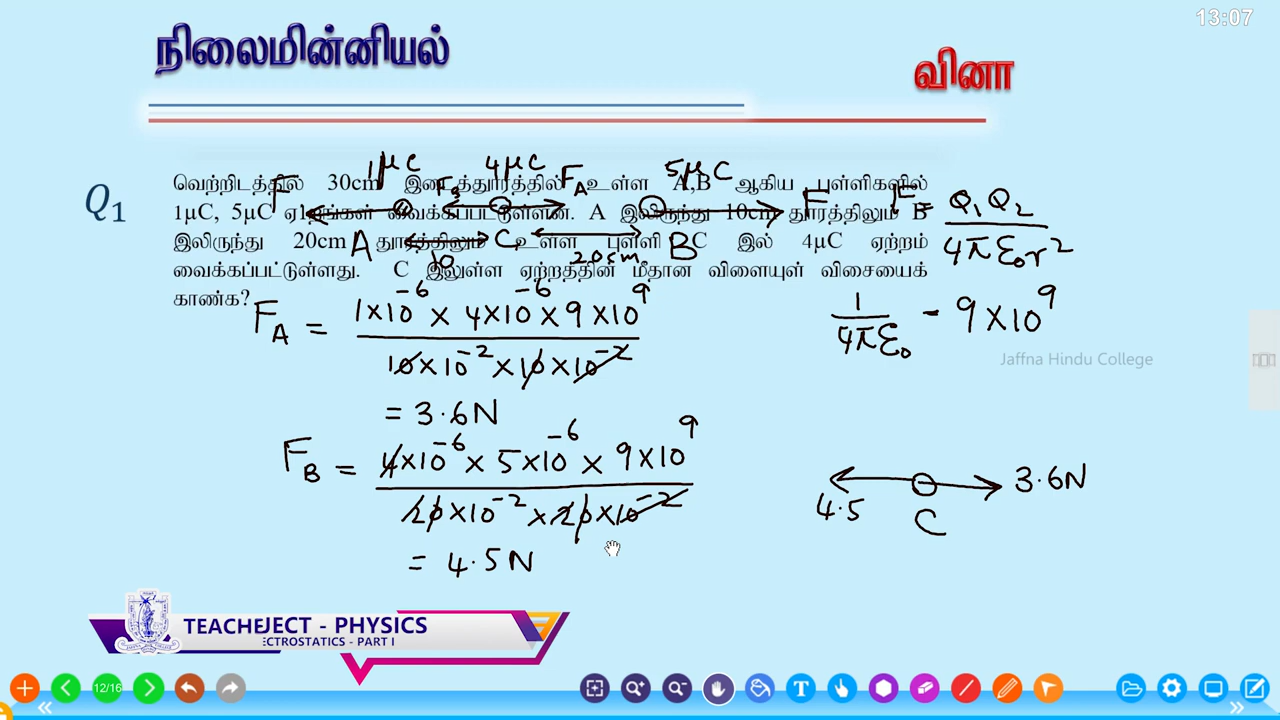 13:07
நிலைமின்னியல்
வினா
1μC 4μC 5μC
Q1
வெற்றிடத்தில் 30cm இடைத்தூரத்தில் உள்ள A,B ஆகிய புள்ளிகளில்
F FB FA F
1μC, 5μC ஏற்றங்கள் வைக்கப்பட்டுள்ளன. A இலிருந்து 10cm தூரத்திலும் B
இலிருந்து 20cm தூரத்திலும் உள்ள புள்ளி C இல் 4μC ஏற்றம்
A C B
10 20cm
வைக்கப்பட்டுள்ளது. C இலுள்ள ஏற்றத்தின் மீதான விளையுள் விசையைக்
காண்க?
F = Q1 Q2 / 4πε0r²
FA = 1×10⁻⁶ × 4×10⁻⁶ × 9×10⁹
10×10⁻² × 10×10⁻²
= 3.6N
1/4πε0 - 9×10⁹
Jaffna Hindu College
FB = 4×10⁻⁶ × 5×10⁻⁶ × 9×10⁹
20×10⁻² × 20×10⁻²
= 4.5N
4.5 C 3.6N
TEACHEJECT - PHYSICS
ECTROSTATICS - PART I
12/16